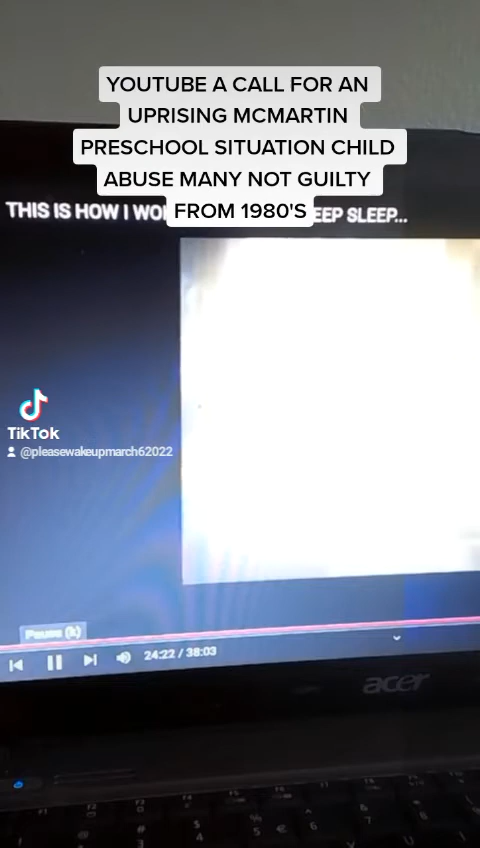 YOUTUBE A CALL FOR AN
UPRISING MCMARTIN
PRESCHOOL SITUATION CHILD
ABUSE MANY NOT GUILTY
FROM 1980'S
THIS IS HOW I WO EEP SLEEP...
TikTok
@pleasewakeupmarch62022
Pause (k)
24:22 / 38:03
acer